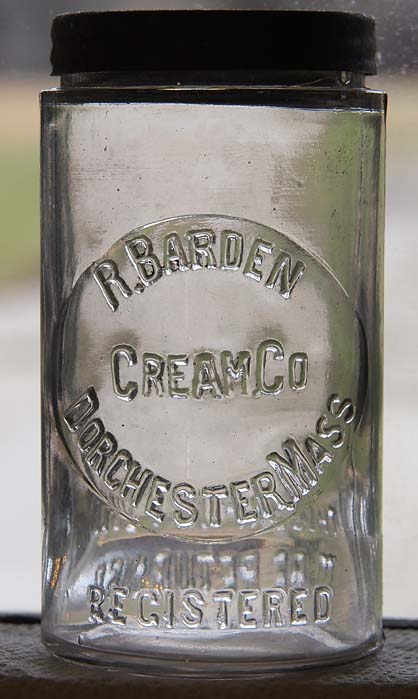 R. BARDEN
CREAM. CO
DORCHESTER MASS
REGISTERED